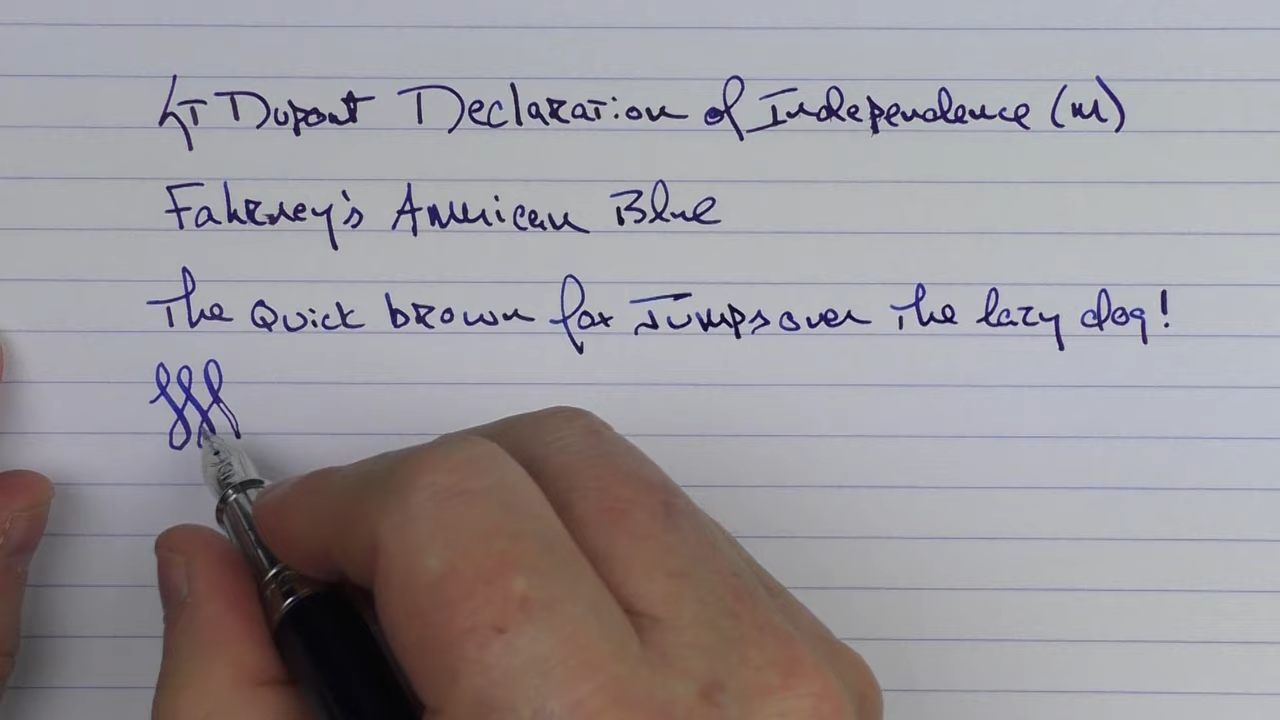 ST Dupont Declaration of Independence (M)
Fahrney's American Blue
The Quick brown fox Jumps over The lazy dog!